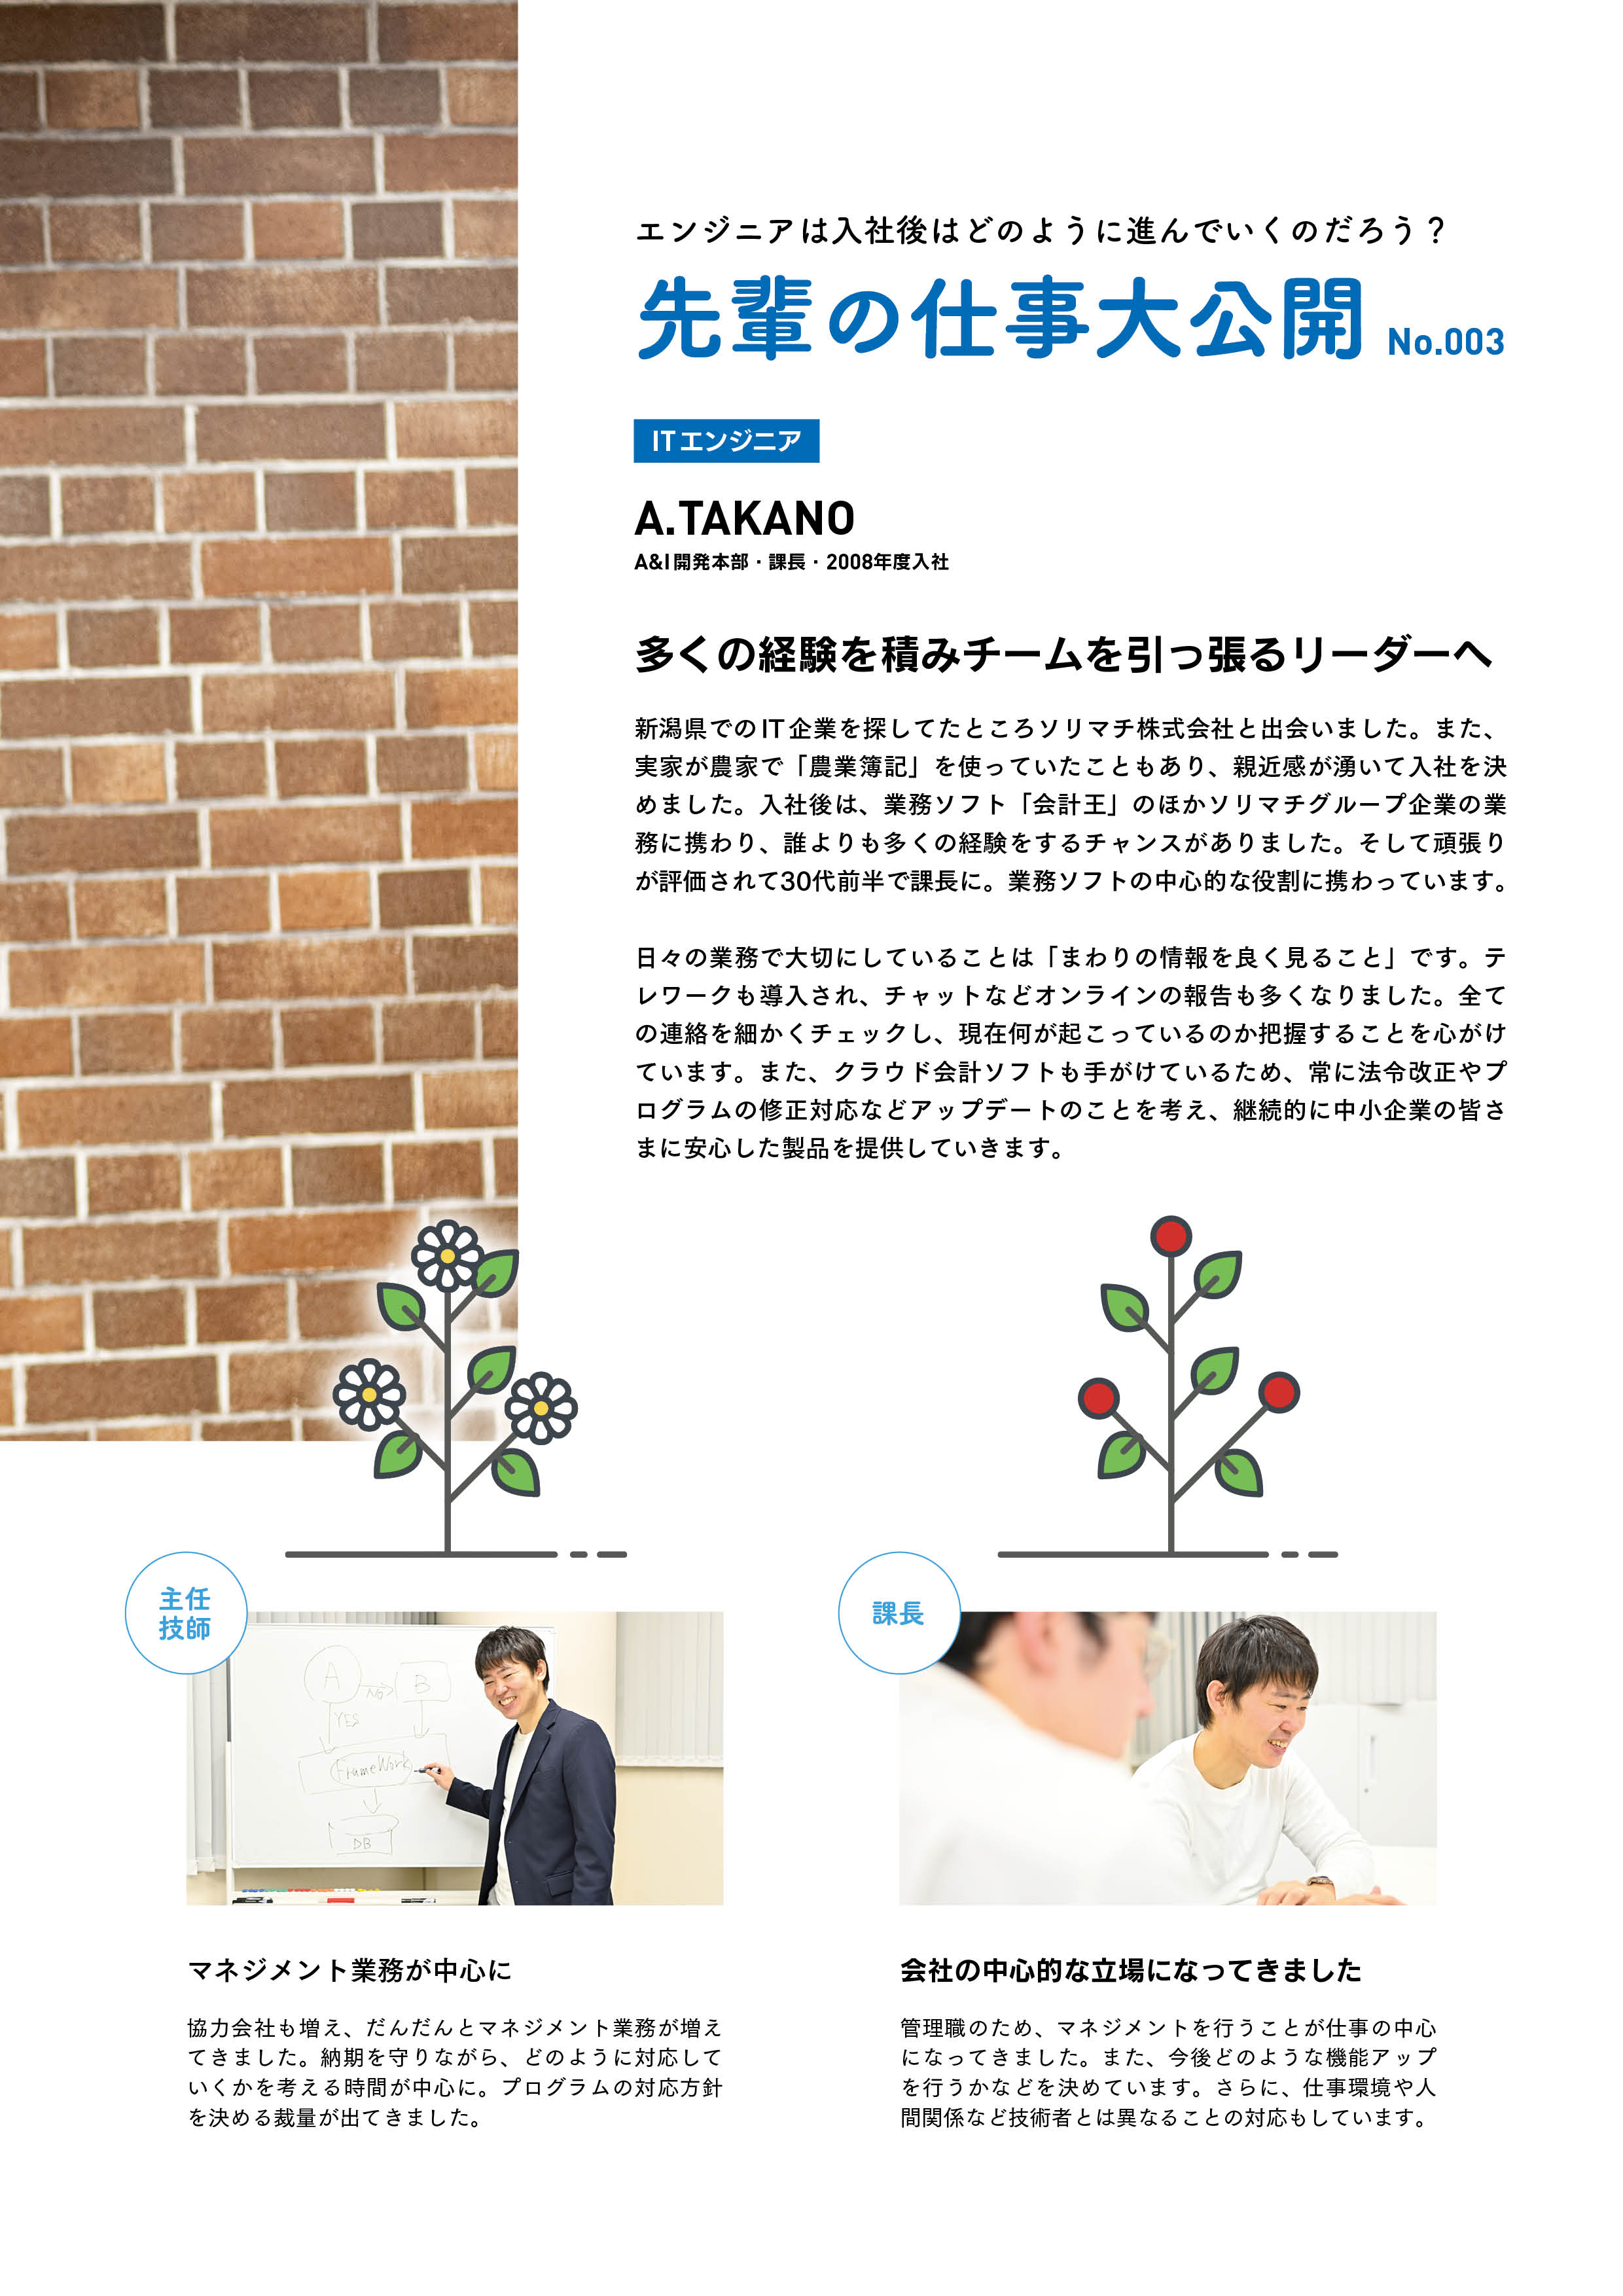 エンジニアは入社後はどのように進んでいくのだろう？
先輩の仕事大公開 No.003
ITエンジニア
A.TAKANO
A&I開発本部・課長・2008年度入社
多くの経験を積みチームを引っ張るリーダーへ
新潟県でのIT企業を探してたところソリマチ株式会社と出会いました。また、
実家が農家で「農業簿記」を使っていたこともあり、親近感が湧いて入社を決
めました。入社後は、業務ソフト「会計王」のほかソリマチグループ企業の業
務に携わり、誰よりも多くの経験をするチャンスがありました。そして頑張り
が評価されて30代前半で課長に。業務ソフトの中心的な役割に携わっています。
日々の業務で大切にしていることは「まわりの情報を良く見ること」です。テ
レワークも導入され、チャットなどオンラインの報告も多くなりました。全て
の連絡を細かくチェックし、現在何が起こっているのか把握することを心がけ
ています。また、クラウド会計ソフトも手がけているため、常に法令改正やプ
ログラムの修正対応などアップデートのことを考え、継続的に中小企業の皆さ
まに安心した製品を提供していきます。
主任
技師
A
NO
B
YES
FrameWork
DB
マネジメント業務が中心に
協力会社も増え、だんだんとマネジメント業務が増え
てきました。納期を守りながら、どのように対応して
いくかを考える時間が中心に。プログラムの対応方針
を決める裁量が出てきました。
課長
会社の中心的な立場になってきました
管理職のため、マネジメントを行うことが仕事の中心
になってきました。また、今後どのような機能アップ
を行うかなどを決めています。さらに、仕事環境や人
間関係など技術者とは異なることの対応もしています。